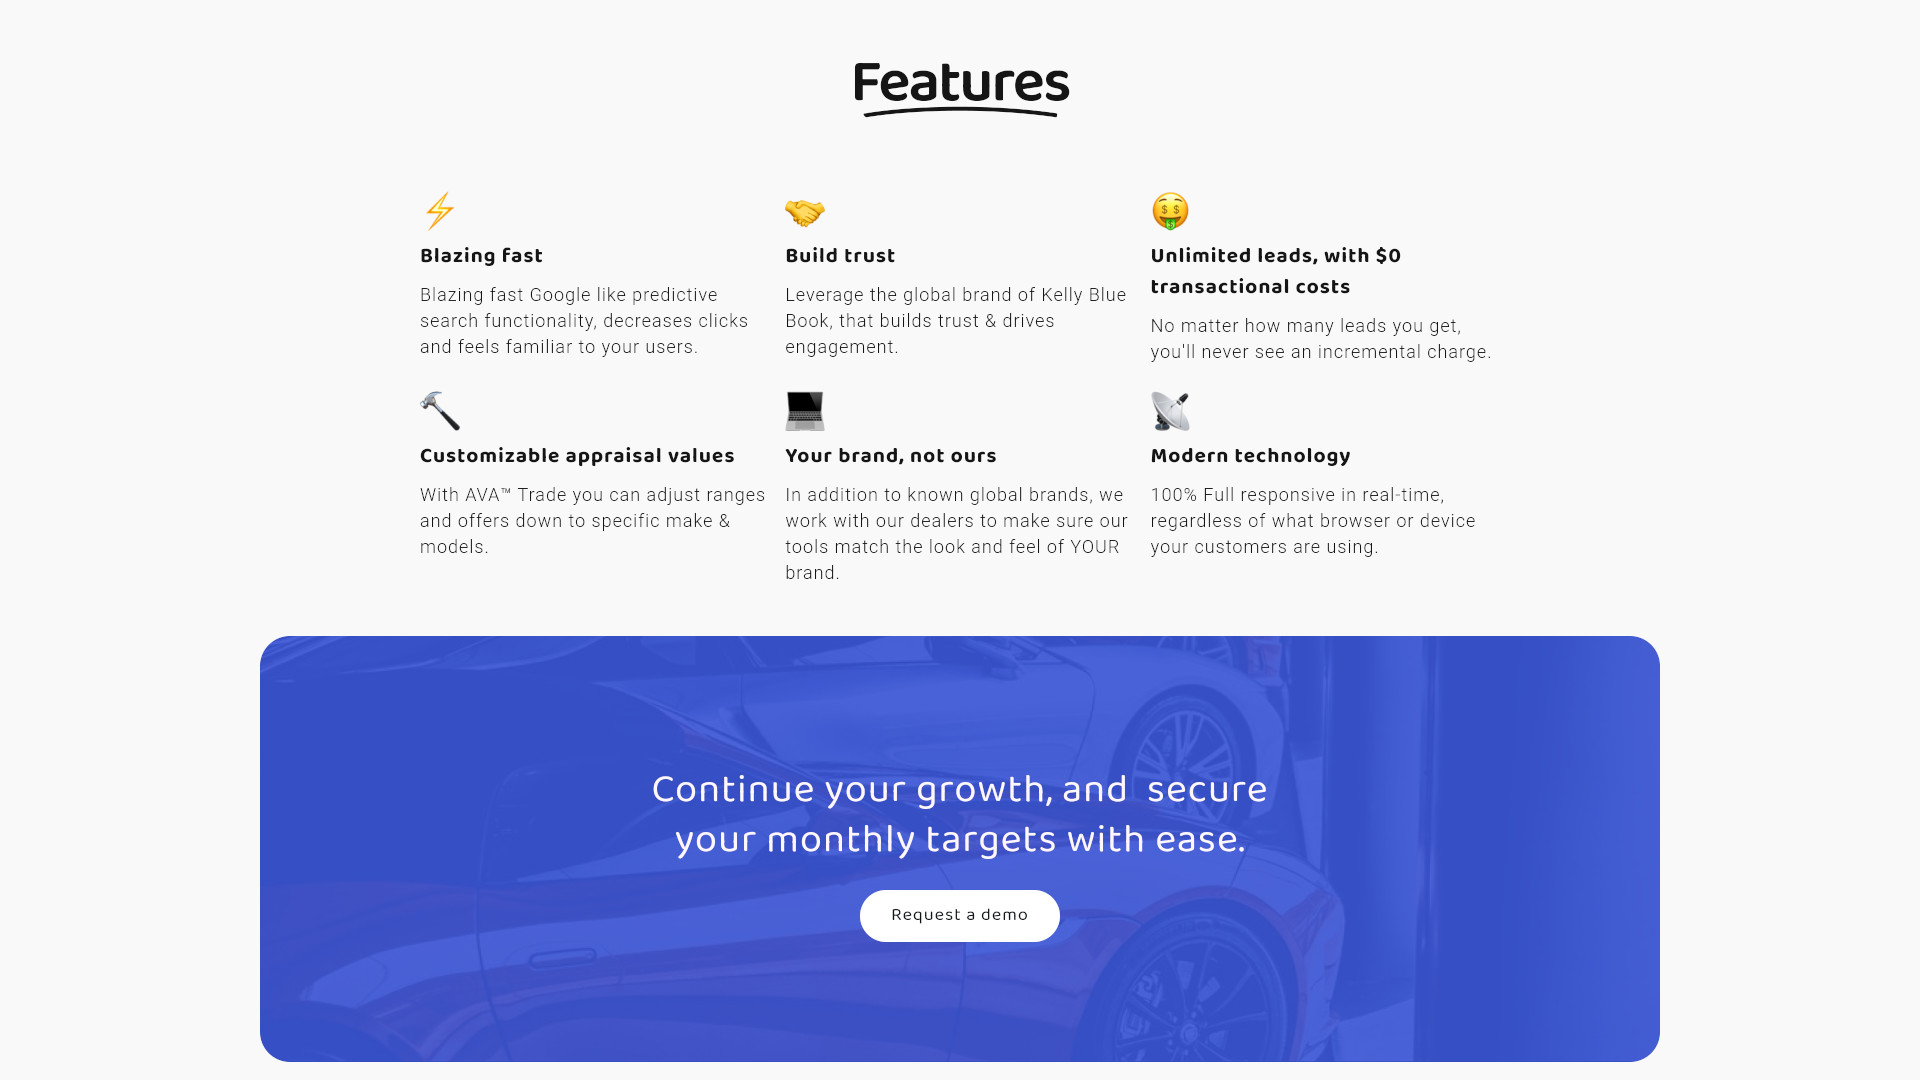 Features
Blazing fast
Blazing fast Google like predictive
search functionality, decreases clicks
and feels familiar to your users.
Build trust
Leverage the global brand of Kelly Blue
Book, that builds trust & drives
engagement.
Unlimited leads, with $0
transactional costs
No matter how many leads you get,
you'll never see an incremental charge.
Customizable appraisal values
With AVA™ Trade you can adjust ranges
and offers down to specific make &
models.
Your brand, not ours
In addition to known global brands, we
work with our dealers to make sure our
tools match the look and feel of YOUR
brand.
Modern technology
100% Full responsive in real-time,
regardless of what browser or device
your customers are using.
Continue your growth, and  secure
your monthly targets with ease.
Request a demo